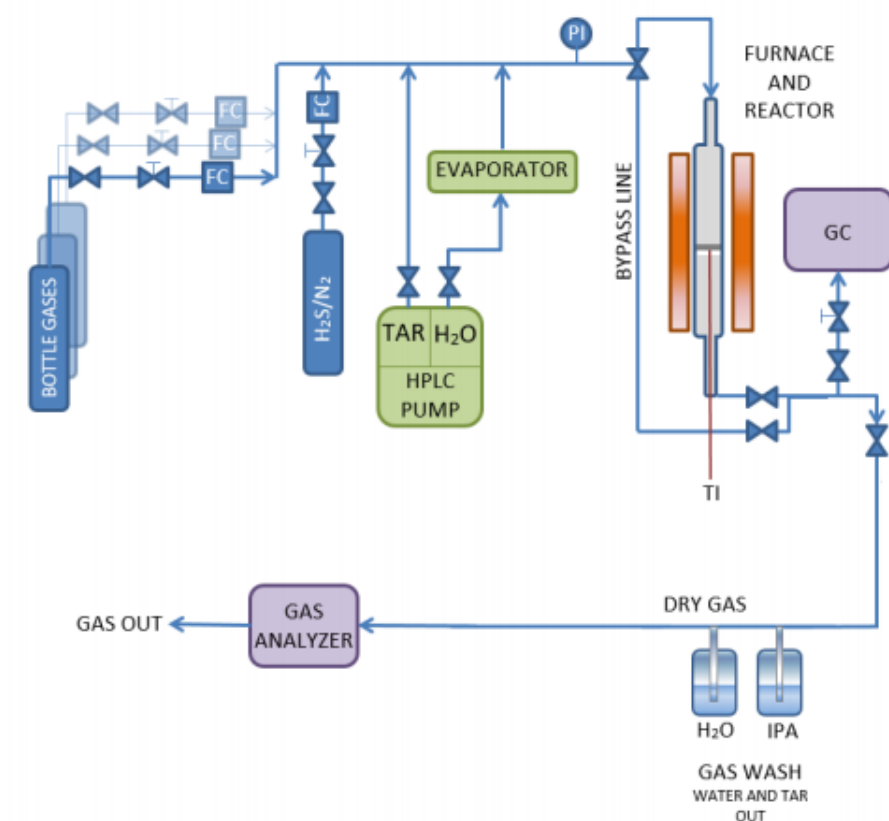 PI
FURNACE
AND
REACTOR
FC
FC
FC
FC
EVAPORATOR
BYPASS LINE
GC
BOTTLE GASES
H₂S/N₂
TAR
H₂O
HPLC
PUMP
TI
GAS OUT
GAS
ANALYZER
DRY GAS
H₂O
IPA
GAS WASH
WATER AND TAR
OUT